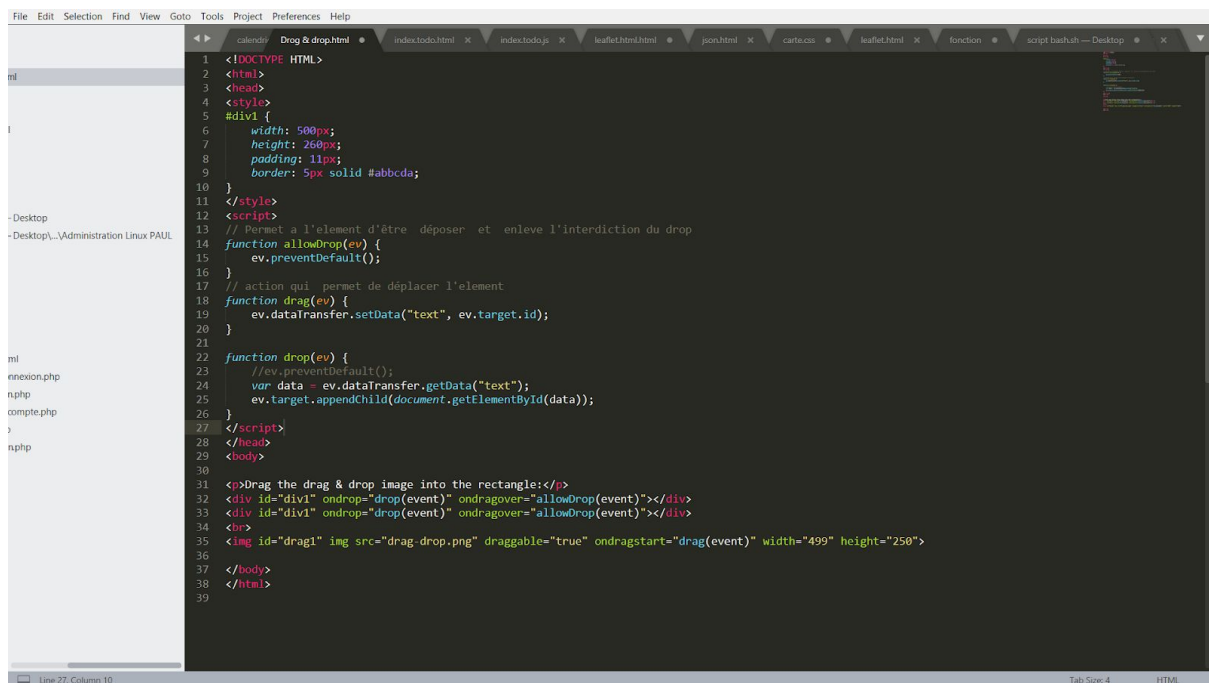 File Edit Selection Find View Goto Tools Project Preferences Help
calendri Drog & drop.html index.todo.html index.todo.js leaflet.html.html json.html carte.css leaflet.html fonction script bash.sh — Desktop
ml
l
- Desktop
- Desktop\...\Administration Linux PAUL
ml
nnexion.php
n.php
compte.php
n.php
1 <!DOCTYPE HTML>
2 <html>
3 <head>
4 <style>
5 #div1 {
6 width: 500px;
7 height: 260px;
8 padding: 11px;
9 border: 5px solid #abbcda;
10 }
11 </style>
12 <script>
13 // Permet a l'element d'être déposer et enleve l'interdiction du drop
14 function allowDrop(ev) {
15 ev.preventDefault();
16 }
17 // action qui permet de déplacer l'element
18 function drag(ev) {
19 ev.dataTransfer.setData("text", ev.target.id);
20 }
21
22 function drop(ev) {
23 //ev.preventDefault();
24 var data = ev.dataTransfer.getData("text");
25 ev.target.appendChild(document.getElementById(data));
26 }
27 </script>
28 </head>
29 <body>
30
31 <p>Drag the drag & drop image into the rectangle:</p>
32 <div id="div1" ondrop="drop(event)" ondragover="allowDrop(event)"></div>
33 <div id="div1" ondrop="drop(event)" ondragover="allowDrop(event)"></div>
34 <br>
35 <img id="drag1" img src="drag-drop.png" draggable="true" ondragstart="drag(event)" width="499" height="250">
36
37 </body>
38 </html>
39
Line 27, Column 10 Tab Size: 4 HTML